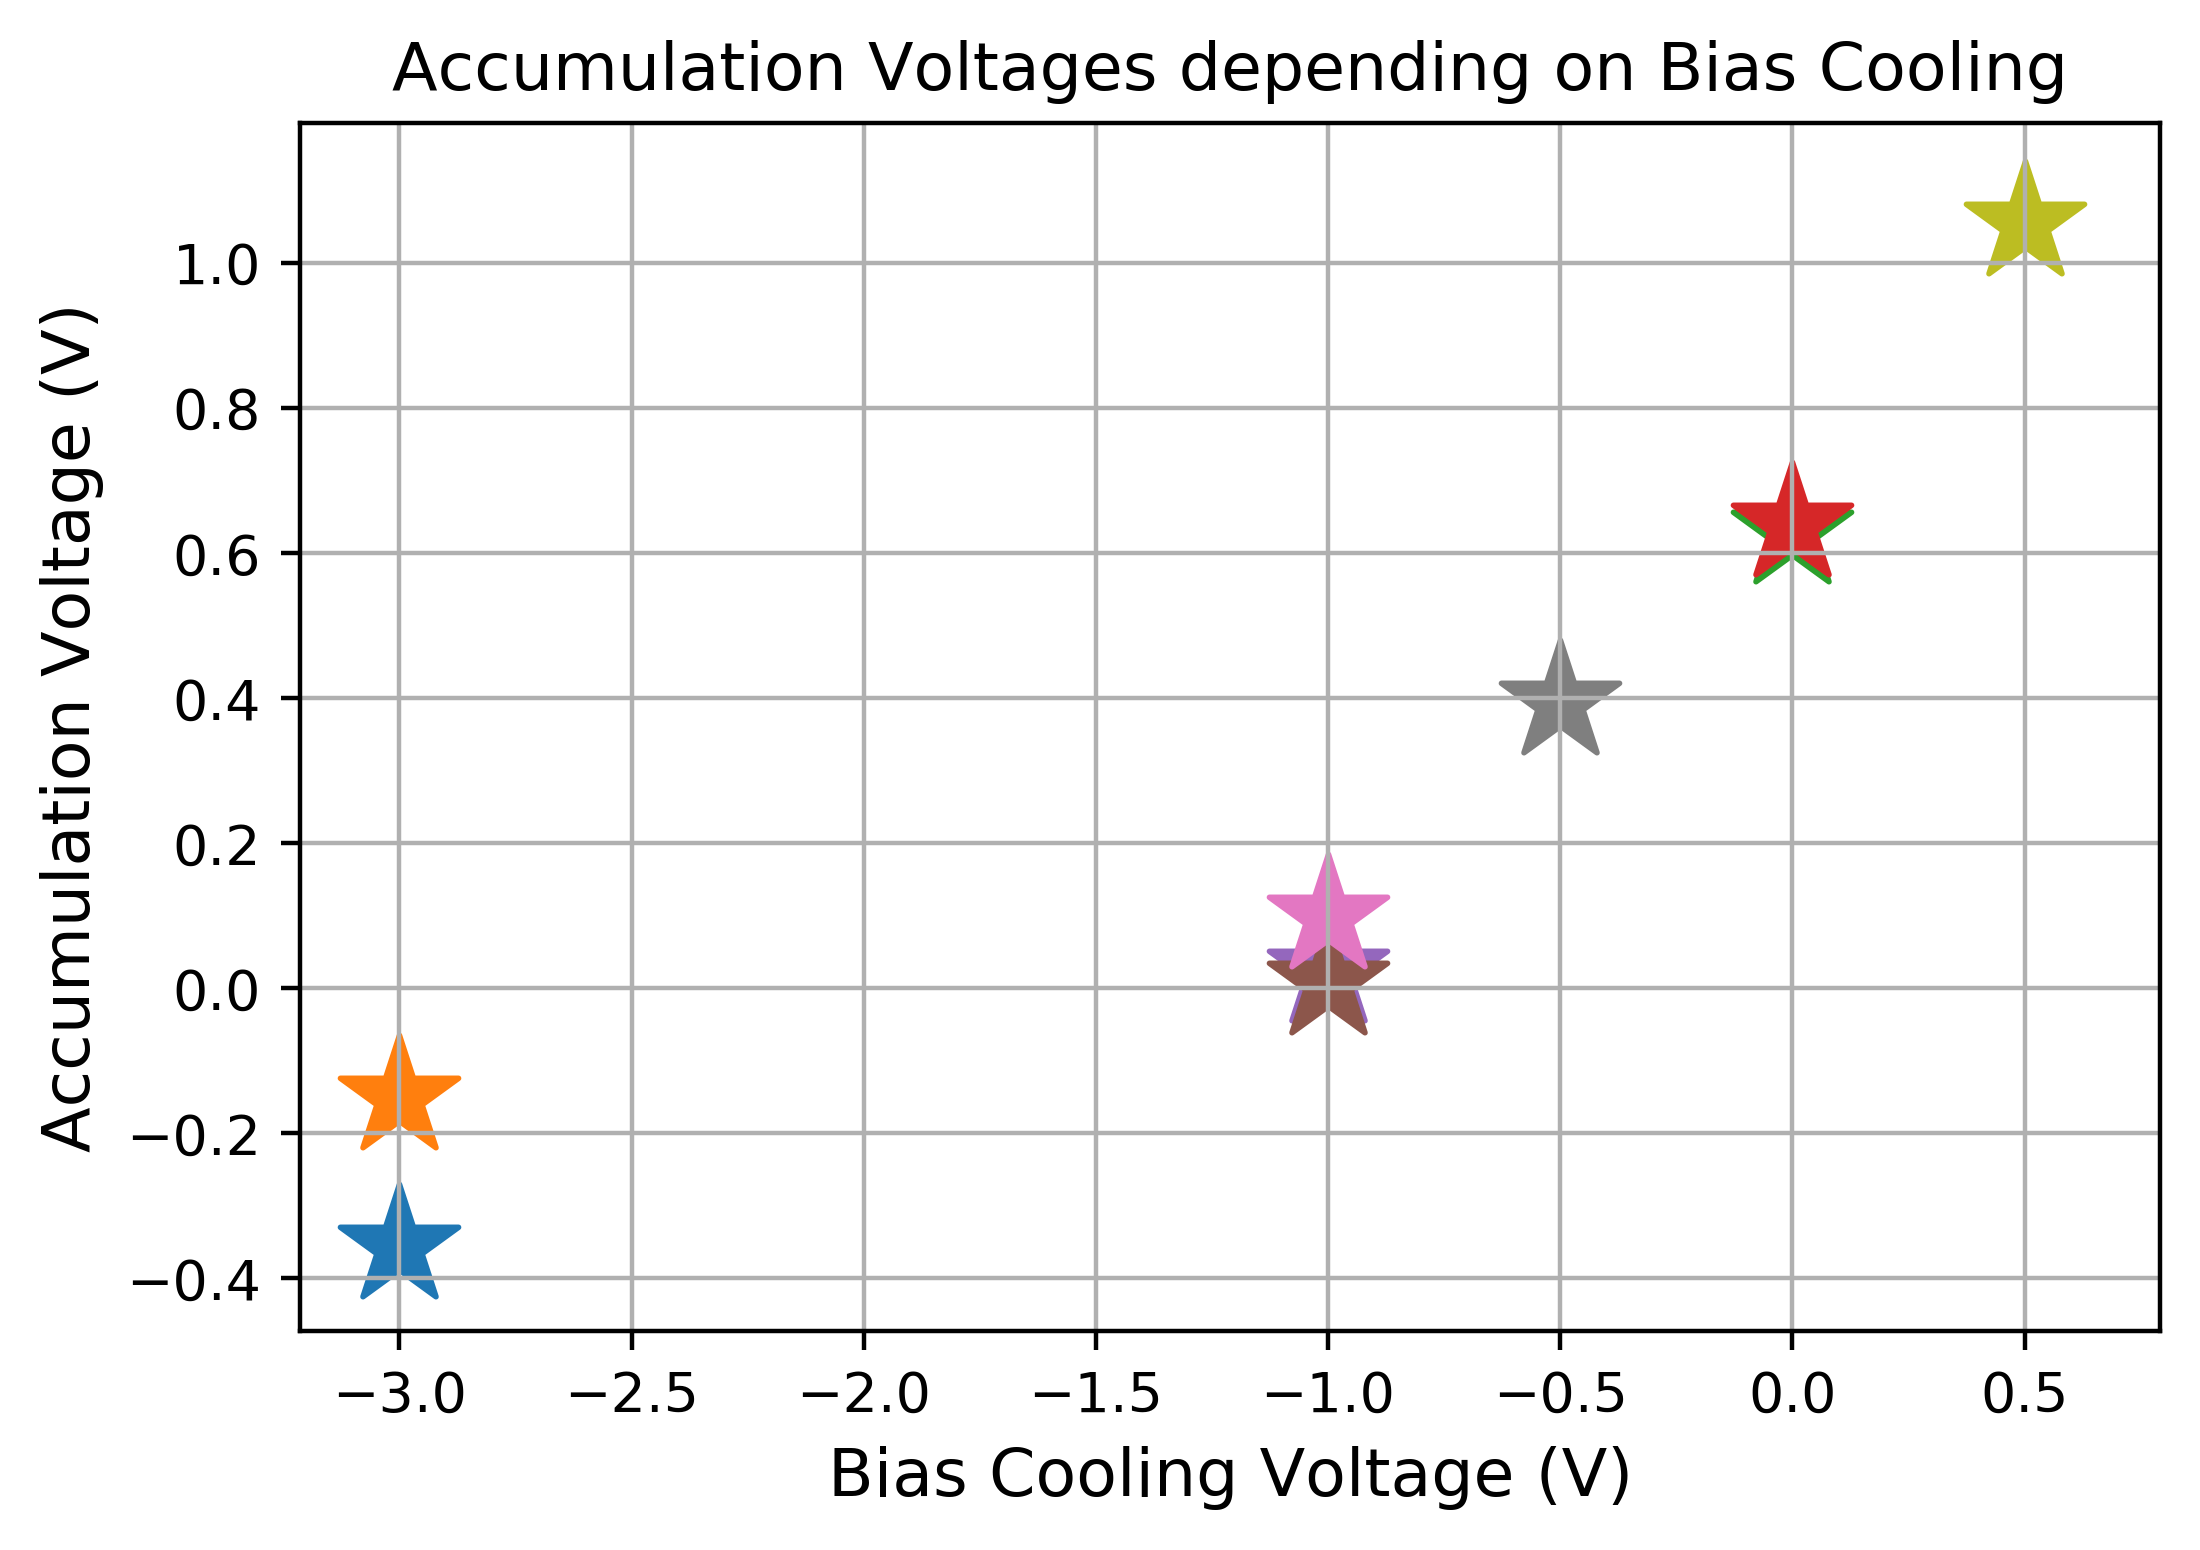 Accumulation Voltages depending on Bias Cooling
Accumulation Voltage (V)
1.0
0.8
0.6
0.4
0.2
0.0
−0.2
−0.4
−3.0 −2.5 −2.0 −1.5 −1.0 −0.5 0.0 0.5
Bias Cooling Voltage (V)